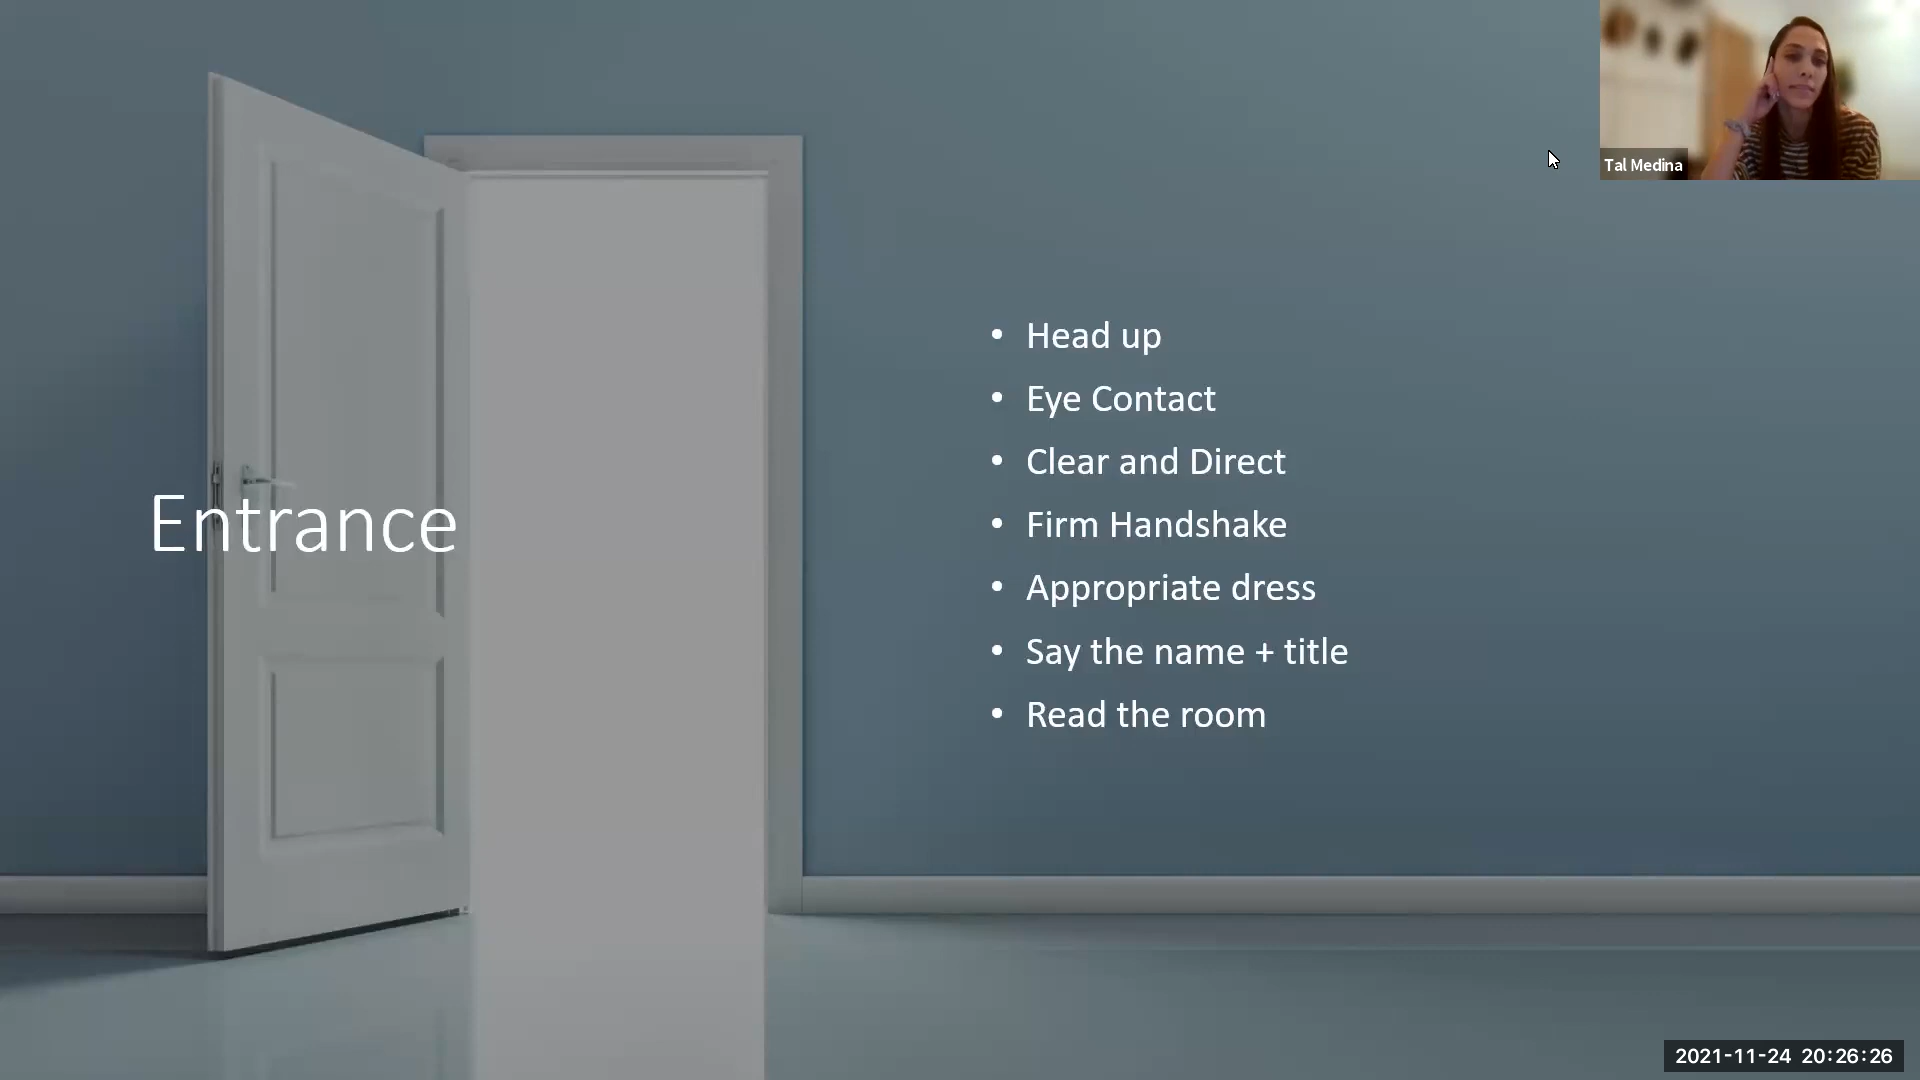 Tal Medina
Entrance
• Head up
• Eye Contact
• Clear and Direct
• Firm Handshake
• Appropriate dress
• Say the name + title
• Read the room
2021-11-24 20:26:26